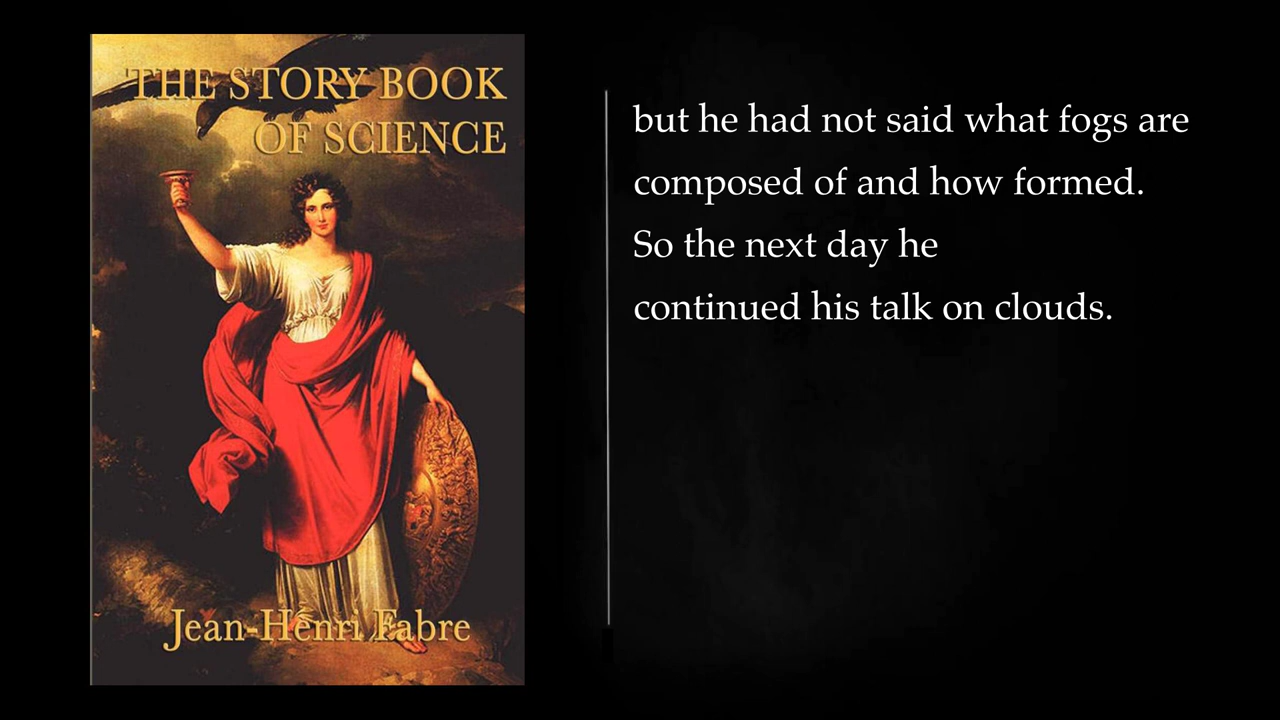 THE STORY BOOK
OF SCIENCE
Jean-Henri Fabre
but he had not said what fogs are
composed of and how formed.
So the next day he
continued his talk on clouds.